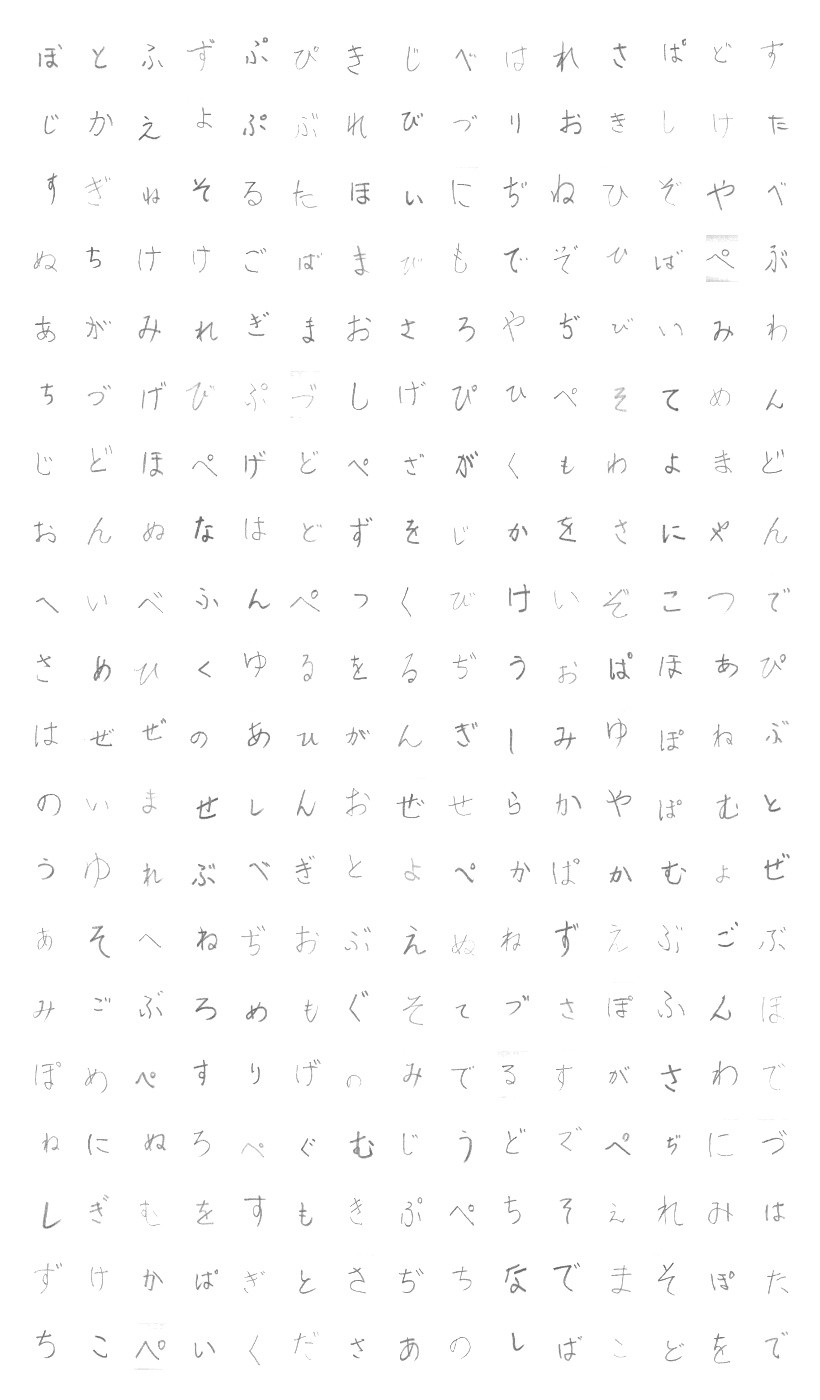 ぼとふずぷぴきじべはれさぱどす
じかえよぷぶれびづりおきしけた
すぎねそるたほいにぢねひぞやべ
ぬちけけごばまびもでぞひばぺぶ
あがみれぎまおさろやぢびいみわ
ちづげびぷづしげぴひぺそてめん
じどほぺげどぺざがくもわよまど
おんぬなはどずをじかをさにやん
へいべふんぺつくびけいぞこつで
さめひくゆるをるぢうおぱほあぴ
はぜぜのあひがんぎしみゆぽねぶ
のいませしんおぜせらかやぱむと
うゆれぶべぎとよぺかぱかむょぜ
あそへねぢおぶえぬねずえぶごぶ
みごぶろめもぐそてづさぽふんほ
ぽめぺすりげのみでるすがさわで
ねにぬろぺぐむじうどでぺぢにづ
しぎむをすもきぷぺちそえれみは
ずけかぱぎとさぢちなでまそぽた
ちこぺいくださあのしばこどをで